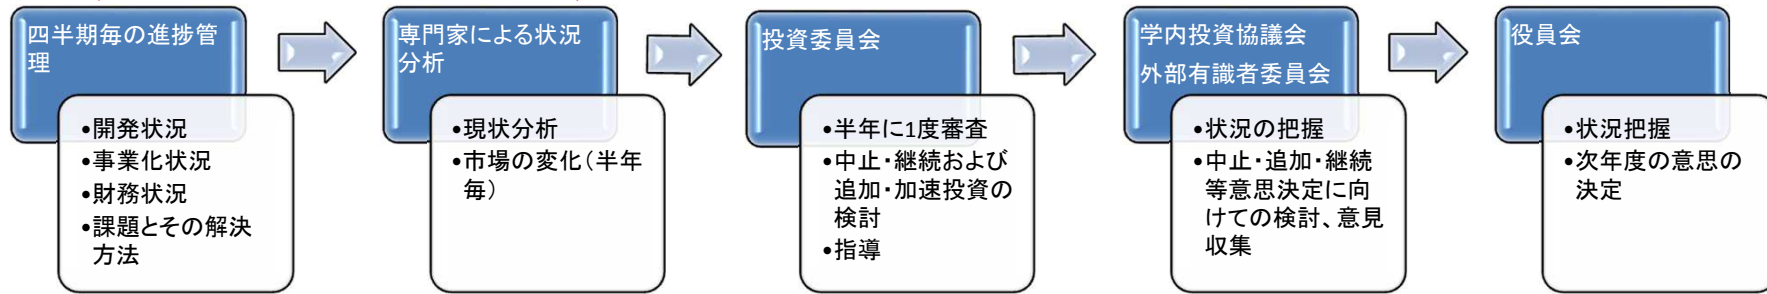 四半期毎の進捗管
理
•開発状況
•事業化状況
•財務状況
•課題とその解決
方法
専門家による状況
分析
•現状分析
•市場の変化(半年
毎)
投資委員会
•半年に1度審査
•中止・継続および
追加・加速投資の
検討
•指導
学内投資協議会
外部有識者委員会
•状況の把握
•中止・追加・継続
等意思決定に向
けての検討、意見
収集
役員会
•状況把握
•次年度の意思の
決定